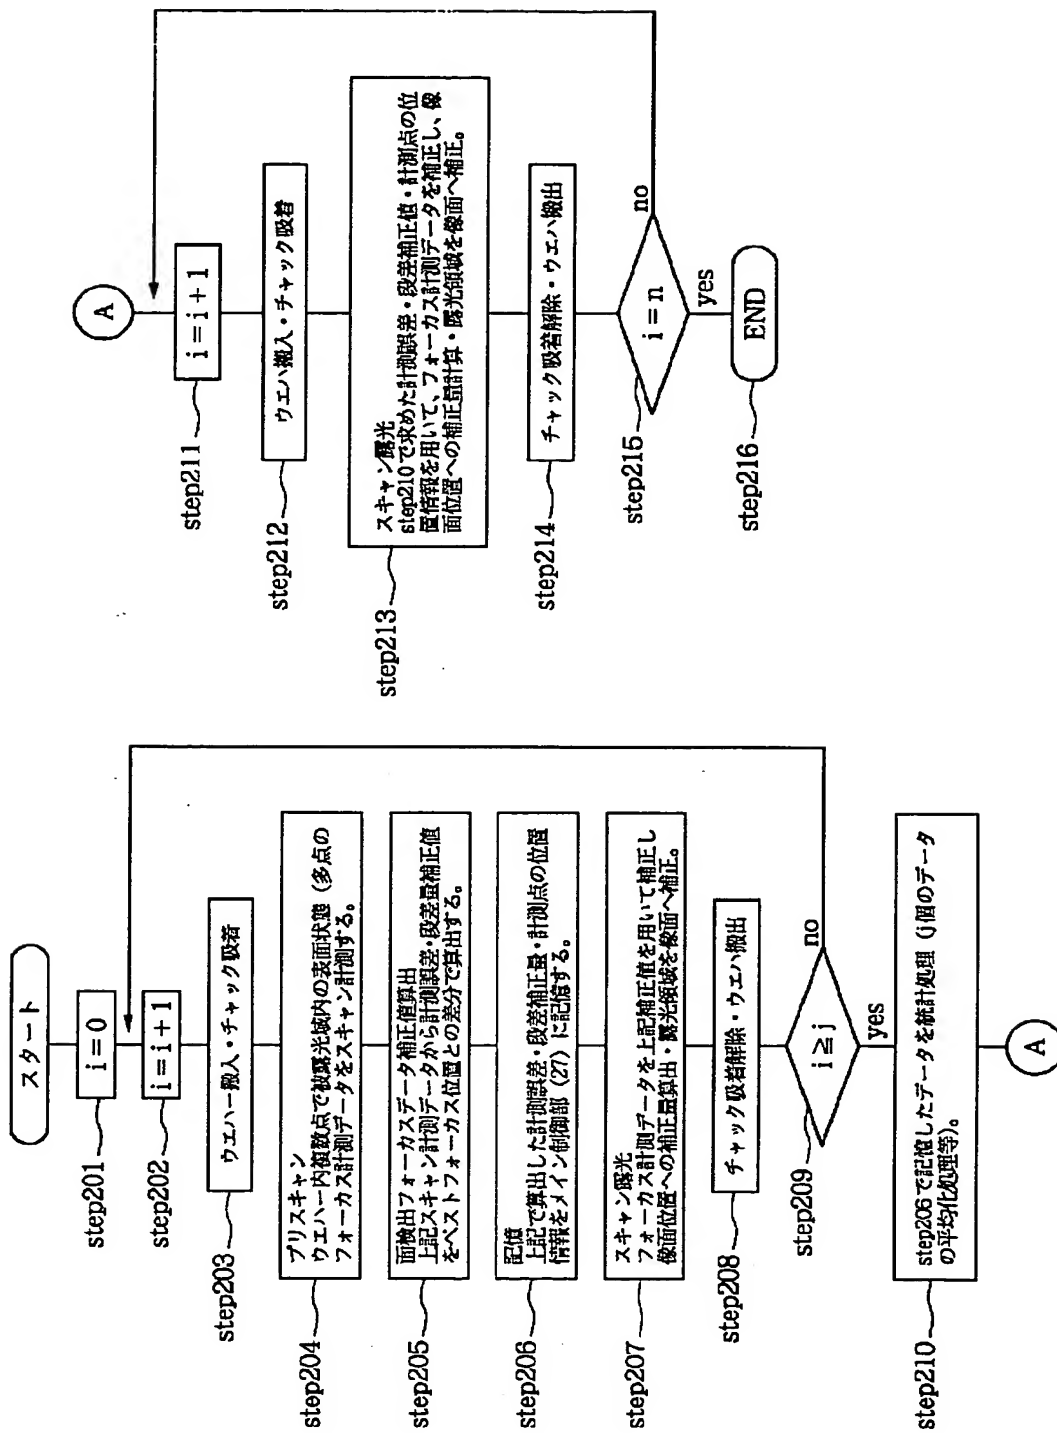 スタート
step201
i=0
step202
i=i+1
step203
ウエハー搬入・チャック吸着
step204
プリスキャン
ウエハー内複数点で被露光域内の表面状態(多点の
フォーカス計測データをスキャン計測する。
step205
面検出フォーカスデータ補正値算出
上記スキャン計測データから計測誤差・段差量補正値
をベストフォーカス位置との差分で算出する。
step206
記憶
上記で算出した計測誤差・段差補正量・計測点の位置
情報をメイン制御部(27)に記憶する。
step207
スキャン露光
フォーカス計測データを上記補正値を用いて補正し
像面位置への補正量算出・露光領域を像面へ補正。
step208
チャック吸着解除・ウエハ搬出
step209
i≧j
no
yes
step210
step206で記憶したデータを統計処理(j個のデータ
の平均化処理等)。
A
A
step211
i=i+1
step212
ウエハ搬入・チャック吸着
step213
スキャン露光
step210で求めた計測誤差・段差補正値・計測点の位
置情報を用いて、フォーカス計測データを補正し、像
面位置への補正量計算・露光領域を像面へ補正。
step214
チャック吸着解除・ウエハ搬出
step215
i=n
no
yes
step216
END